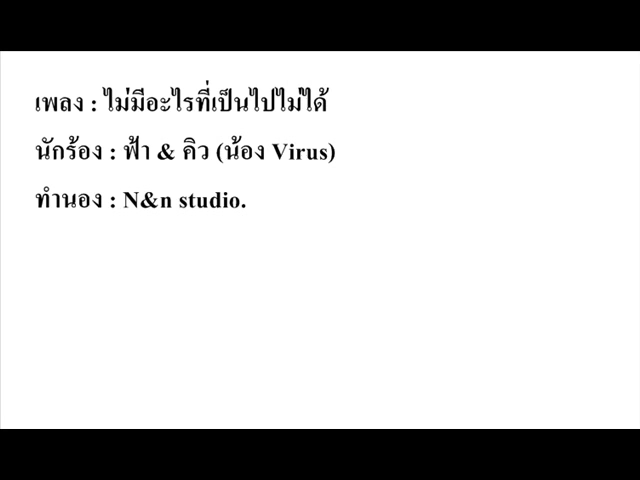 เพลง : ไม่มีอะไรที่เป็นไปไม่ได้
นักร้อง : ฟ้า & คิว (น้อง Virus)
ทำนอง : N&n studio.